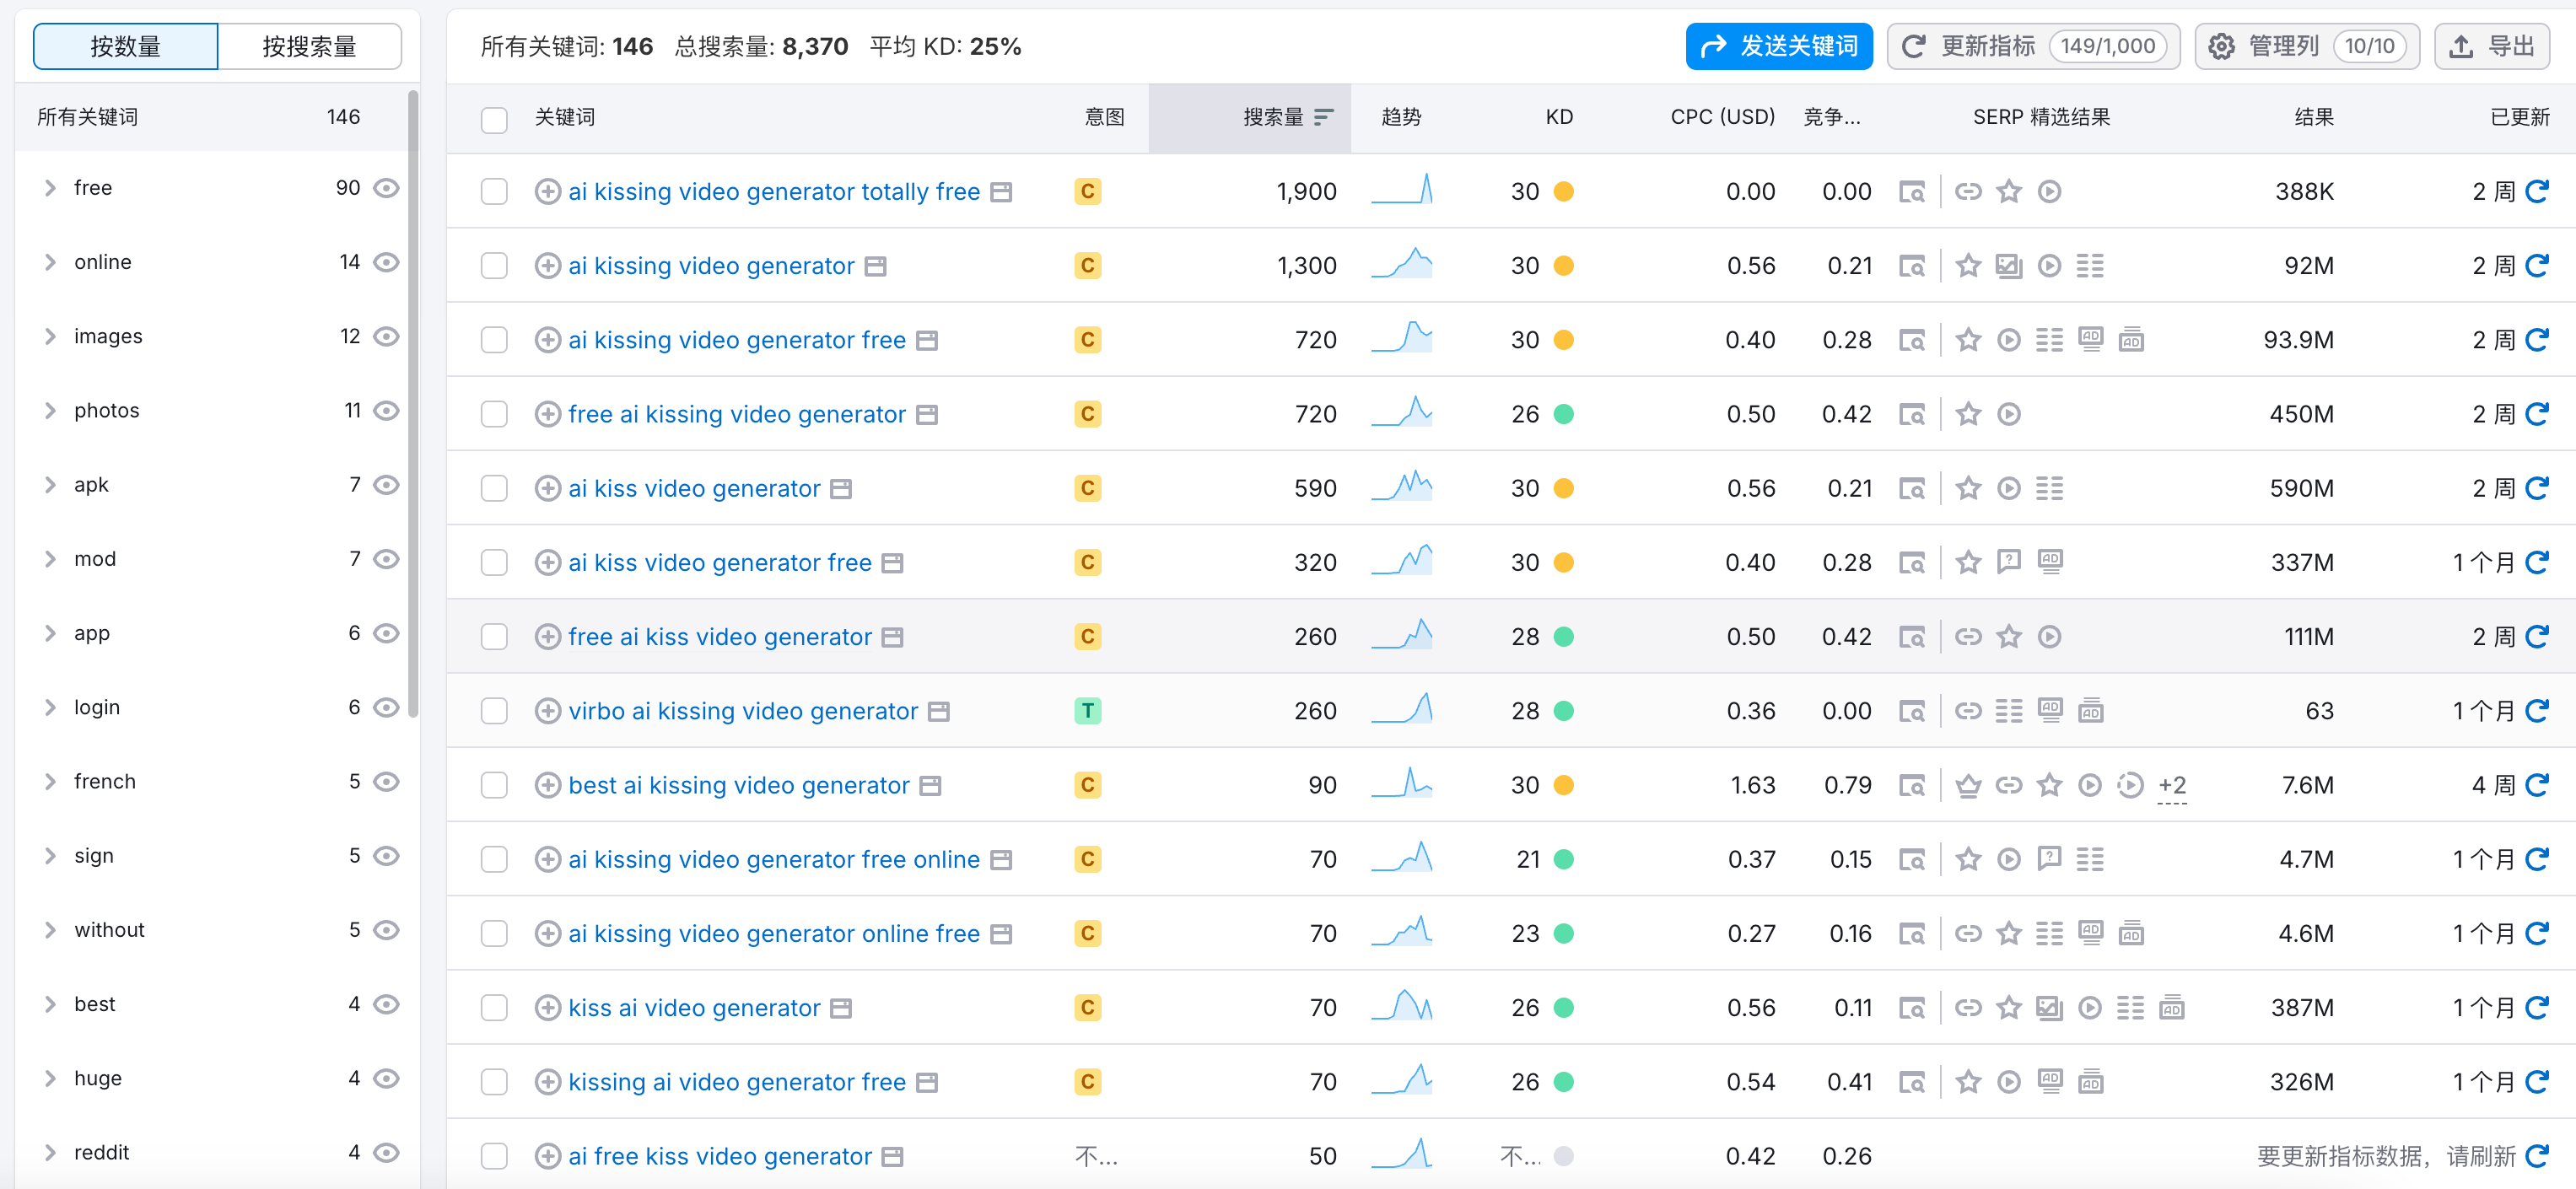 按数量 按搜索量
所有关键词: 146 总搜索量: 8,370 平均 KD: 25%
发送关键词 更新指标 149/1,000 管理列 10/10 导出
所有关键词 146
free 90
online 14
images 12
photos 11
apk 7
mod 7
app 6
login 6
french 5
sign 5
without 5
best 4
huge 4
reddit 4
关键词 意图 搜索量 趋势 KD CPC (USD) 竞争... SERP 精选结果 结果 已更新
ai kissing video generator totally free C 1,900 30 0.00 0.00 388K 2 周
ai kissing video generator C 1,300 30 0.56 0.21 92M 2 周
ai kissing video generator free C 720 30 0.40 0.28 AD AD 93.9M 2 周
free ai kissing video generator C 720 26 0.50 0.42 450M 2 周
ai kiss video generator C 590 30 0.56 0.21 590M 2 周
ai kiss video generator free C 320 30 0.40 0.28 ? AD 337M 1 个月
free ai kiss video generator C 260 28 0.50 0.42 111M 2 周
virbo ai kissing video generator T 260 28 0.36 0.00 AD AD 63 1 个月
best ai kissing video generator C 90 30 1.63 0.79 +2 7.6M 4 周
ai kissing video generator free online C 70 21 0.37 0.15 ? 4.7M 1 个月
ai kissing video generator online free C 70 23 0.27 0.16 AD AD 4.6M 1 个月
kiss ai video generator C 70 26 0.56 0.11 AD 387M 1 个月
kissing ai video generator free C 70 26 0.54 0.41 AD AD 326M 1 个月
ai free kiss video generator 不... 50 不... 0.42 0.26 要更新指标数据，请刷新